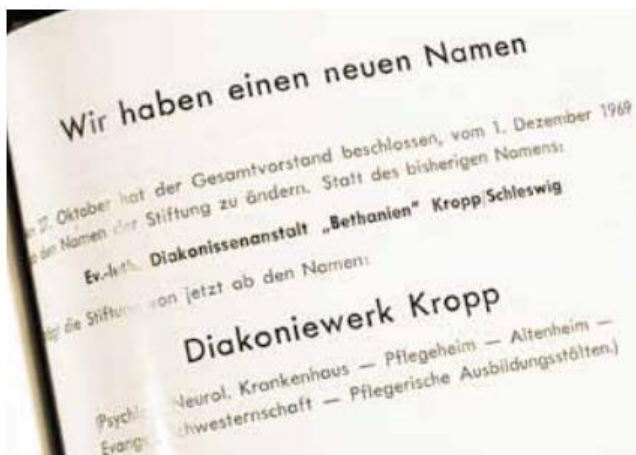 Wir haben einen neuen Namen
Oktober hat der Gesamtvorstand beschlossen, vom 1. Dezember 1969
den Namen der Stiftung zu ändern. Statt des bisherigen Namens:
Ev.-luth. Diakonissenanstalt „Bethanien" Kropp/Schleswig
die Stiftung von jetzt ab den Namen:
Diakoniewerk Kropp
Neurol. Krankenhaus — Pflegeheim — Altenheim —
— Pflegerische Ausbildungsstätten.)